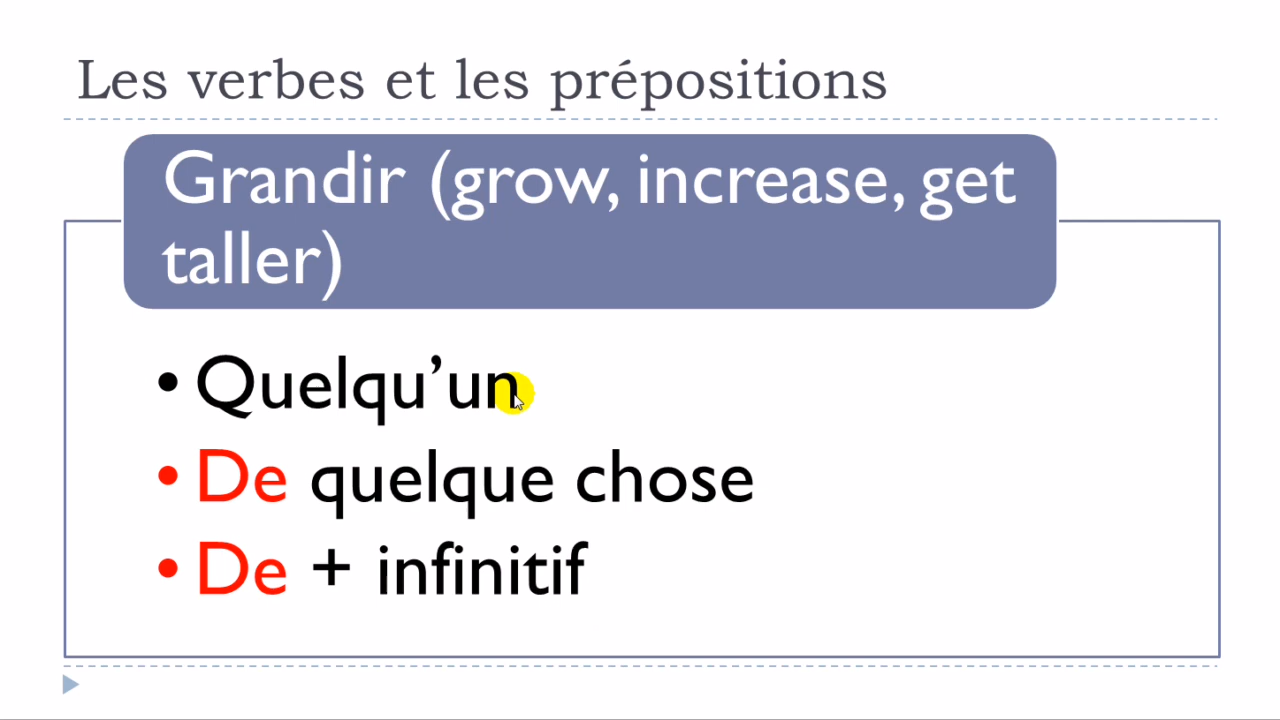 Les verbes et les prépositions
Grandir (grow, increase, get
taller)
• Quelqu’un
• De quelque chose
• De + infinitif